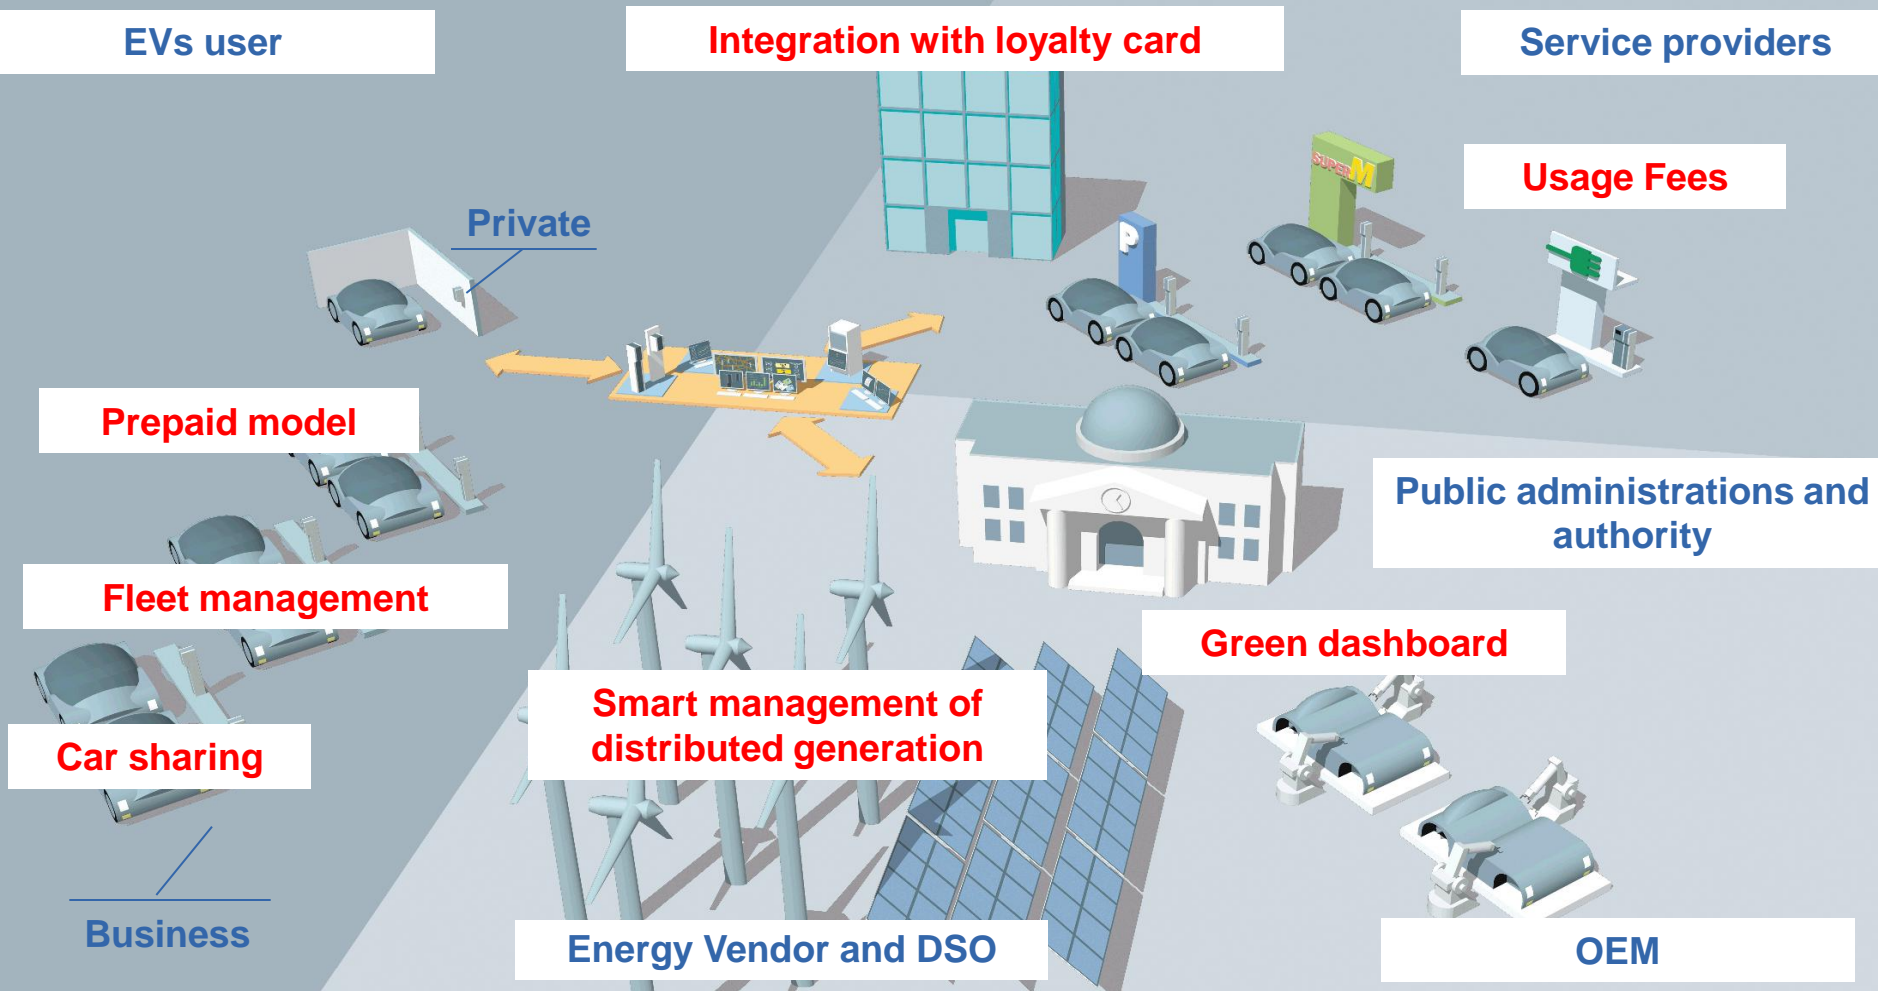 EVs user
Integration with loyalty card
Service providers
SUPER M
Usage Fees
Private
P
Prepaid model
Public administrations and
authority
Fleet management
Green dashboard
Smart management of
distributed generation
Car sharing
Business
Energy Vendor and DSO
OEM